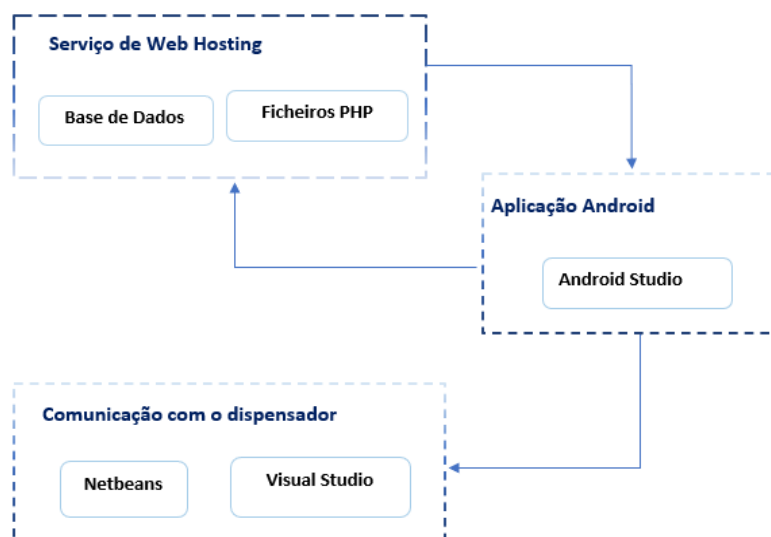 Serviço de Web Hosting
Base de Dados
Ficheiros PHP
Aplicação Android
Android Studio
Comunicação com o dispensador
Netbeans
Visual Studio